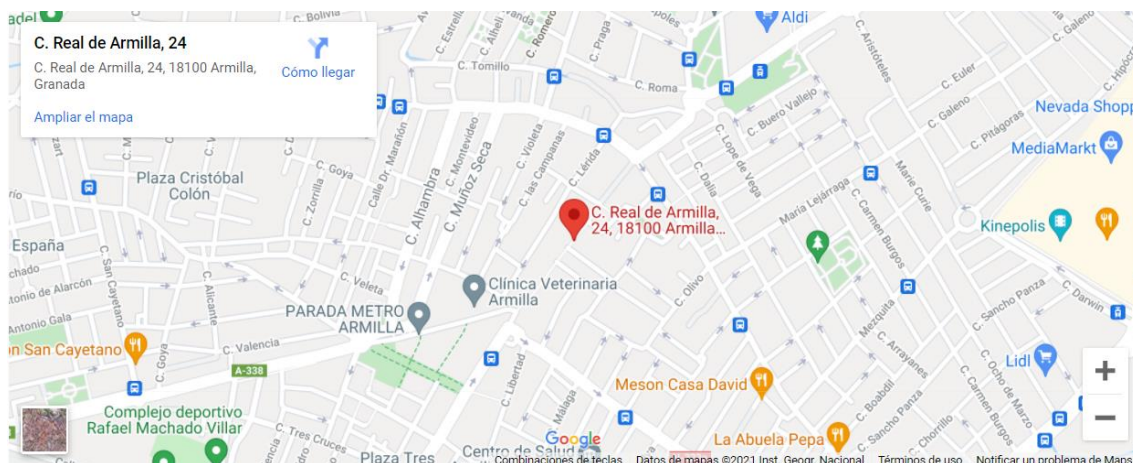 C. Real de Armilla, 24
C. Real de Armilla, 24, 18100 Armilla,
Granada
Cómo llegar
Ampliar el mapa
C. Bolivia
C. Estrella
C. Alhelí
C. Romero
C. Praga
Aldi
C. Aristóteles
C. Tomillo
C. Roma
C. Euler
C. Galeno
C. Galeno
Pitágoras
C. Buero Vallejo
Nevada Shopp
MediaMarkt
C. Montevideo
C. Muñoz Seca
C. Violeta
C. las Campanas
C. Lérida
C. Lope de Vega
C. Dalia
Marie Curie
Plaza Cristóbal
Colón
C. Goya
Calle Dr. Marañón
C. Zorrilla
C. Alhambra
María Lejárraga
C. Carmen Burgos
Kinepolis
C. Real de Armilla,
24, 18100 Armilla...
España
C. Veleta
Clínica Veterinaria
Armilla
C. Olivo
C. San Cayetano
C. Alicante
PARADA METRO
ARMILLA
Mezquita
C. Sancho Panza
C. Darwin
Antonio Gala
on San Cayetano
C. Goya
C. Valencia
A-338
C. Libertad
C. Arrayanes
Lidl
Meson Casa David
C. Boabdil
C. Ocho de Marzo
C. Carmen Burgos
Complejo deportivo
Rafael Machado Villar
C. Tres Cruces
Málaga
La Abuela Pepa
C. Sancho Panza
C. Chorrillo
Plaza Tres
Google
Centro de Salud
Combinaciones de teclas
Datos de mapas ©2021 Inst. Geogr. Nacional
Términos de uso
Notificar un problema de Maps